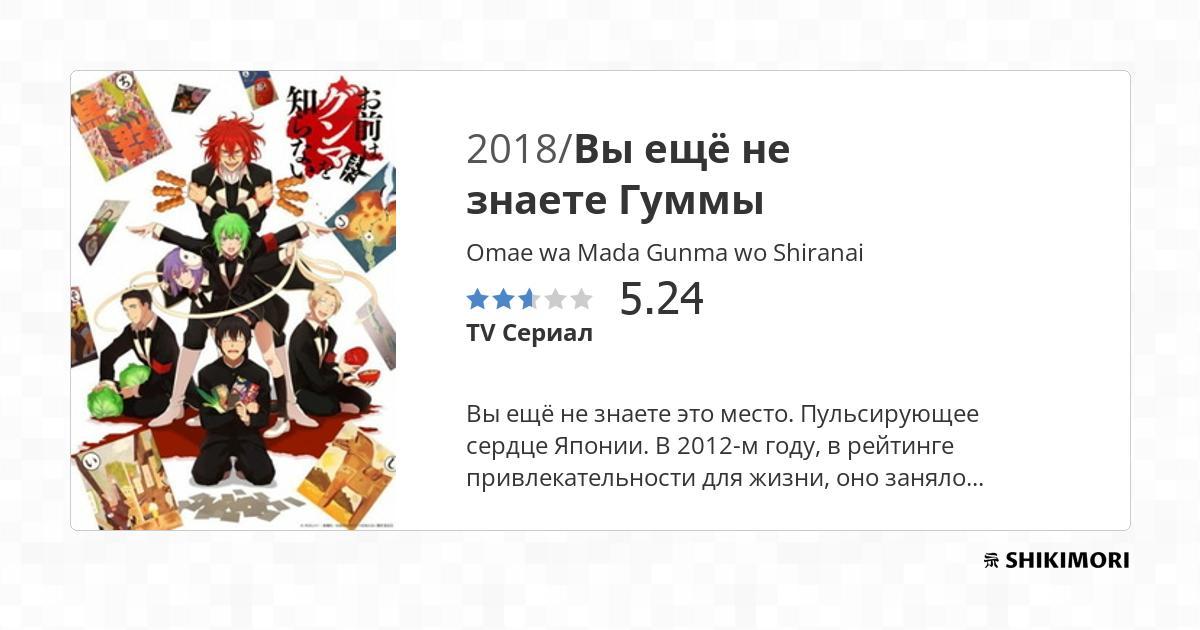 お前は
グンマを
知らない
ち
い
2018/Вы ещё не
знаете Гуммы
Omae wa Mada Gunma wo Shiranai
5.24
TV Сериал
Вы ещё не знаете это место. Пульсирующее
сердце Японии. В 2012-м году, в рейтинге
привлекательности для жизни, оно заняло...
SHIKIMORI